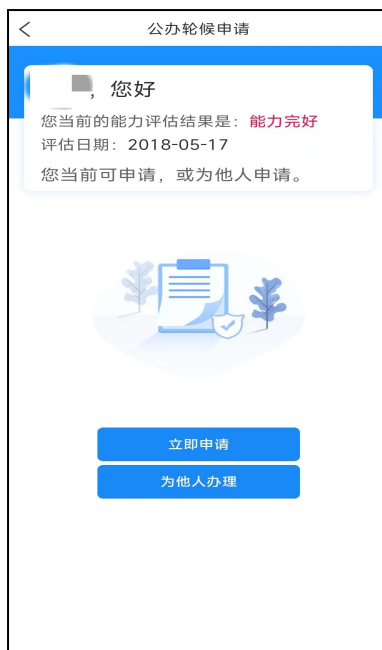 公办轮候申请
，您好
您当前的能力评估结果是：能力完好
评估日期：2018-05-17
您当前可申请，或为他人申请。
立即申请
为他人办理